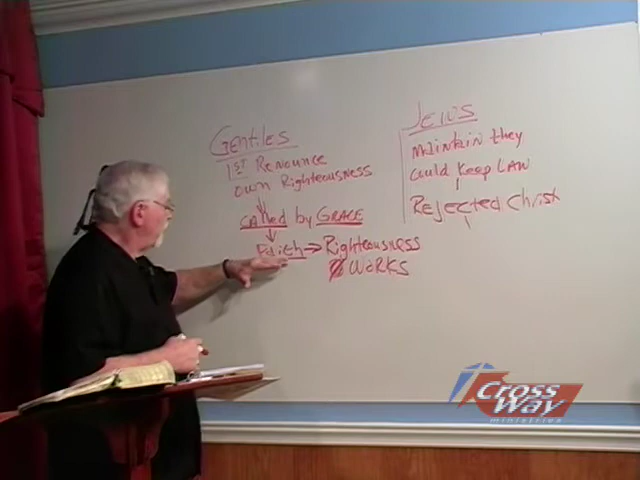 Gentiles
1ST Renounce
own Righteousness
called by GRACE
Faith → Righteousness
WORKS
Jews
maintain they
could keep LAW
Rejected Christ
Cross
Way
ministries